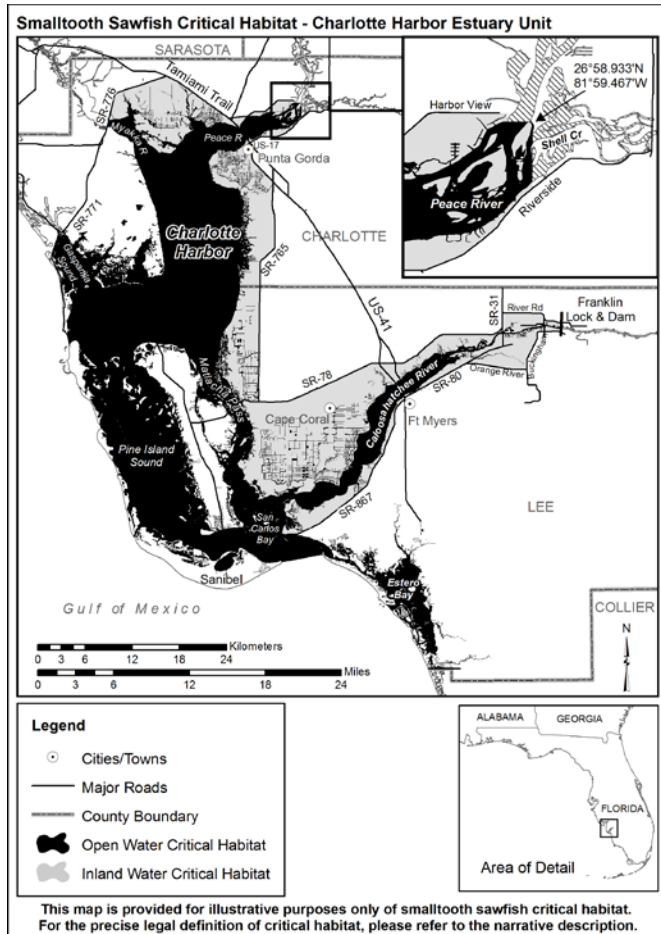 Smalltooth Sawfish Critical Habitat - Charlotte Harbor Estuary Unit
SARASOTA
Tamiami Trail
SR-776
Myakka R
Peace R
US-17
Punta Gorda
26°58.933'N
81°59.467'W
Harbor View
Shell Cr
Peace River
Riverside
SR-771
Gasparilla
Sound
Charlotte
Harbor
CHARLOTTE
SR-765
US-41
SR-31
River Rd
Franklin
Lock & Dam
Buckingham
Orange River
SR-80
SR-78
Matlacha Pass
Caloosahatchee River
Cape Coral
Ft Myers
Pine Island
Sound
SR-867
San
Carlos
Bay
LEE
Sanibel
Estero
Bay
COLLIER
Gulf of Mexico
N
Kilometers
0 3 6 12 18 24
Miles
0 3 6 12 18 24
Legend
Cities/Towns
Major Roads
County Boundary
Open Water Critical Habitat
Inland Water Critical Habitat
ALABAMA
GEORGIA
FLORIDA
Area of Detail
This map is provided for illustrative purposes only of smalltooth sawfish critical habitat.
For the precise legal definition of critical habitat, please refer to the narrative description.